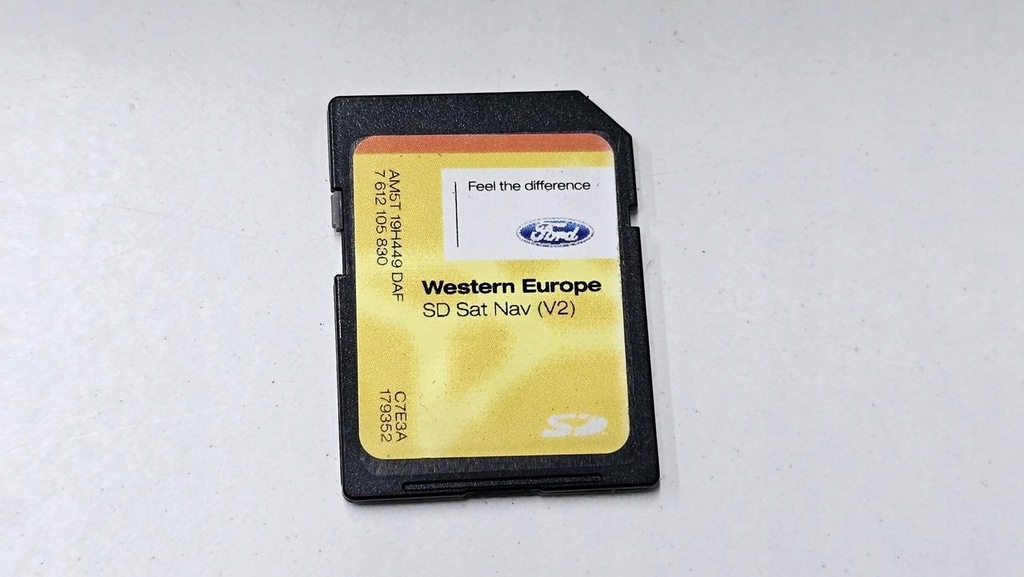 Feel the difference
Ford
Western Europe
SD Sat Nav (V2)
AM5T 19H449 DAF
7 612 105 830
C7E3A
179352
SD